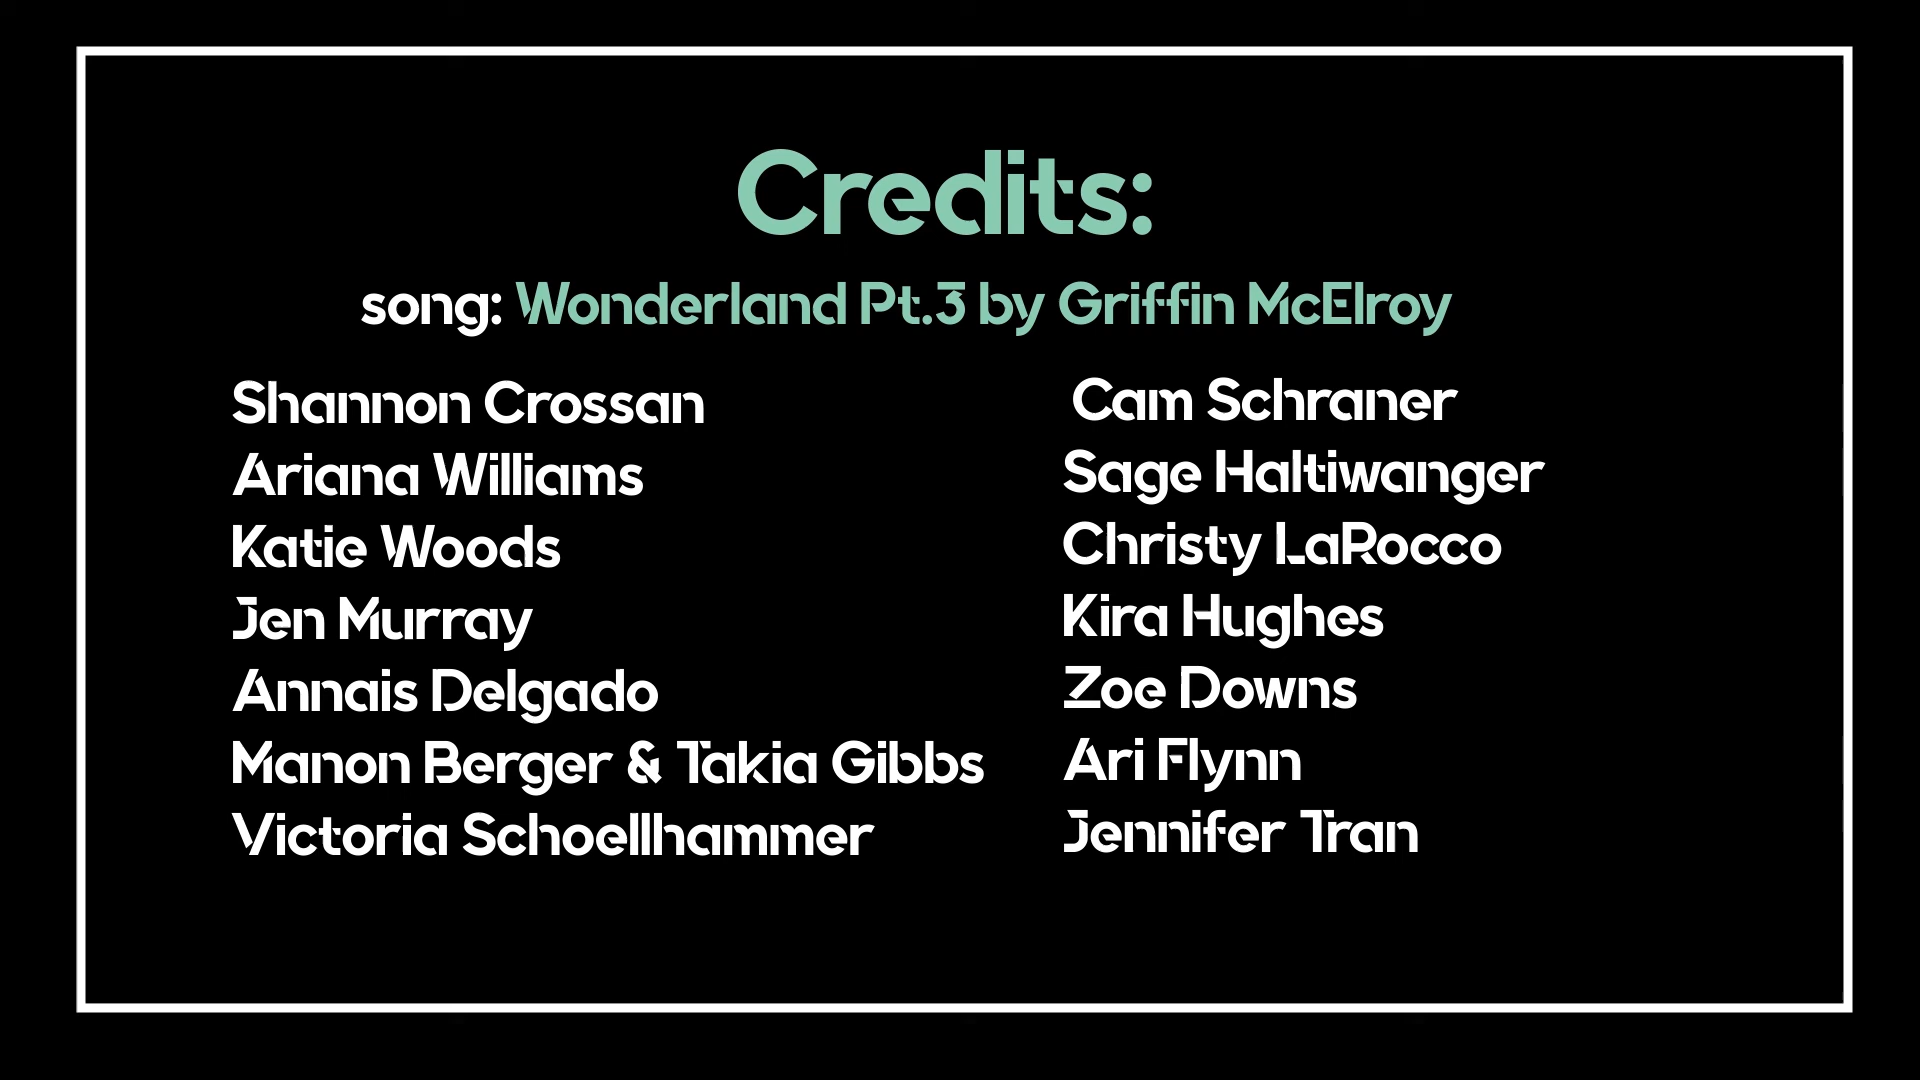 Credits:
song: Wonderland Pt.3 by Griffin McElroy
Shannon Crossan
Ariana Williams
Katie Woods
Jen Murray
Annais Delgado
Manon Berger & Takia Gibbs
Victoria Schoellhammer
Cam Schraner
Sage Haltiwanger
Christy LaRocco
Kira Hughes
Zoe Downs
Ari Flynn
Jennifer Tran